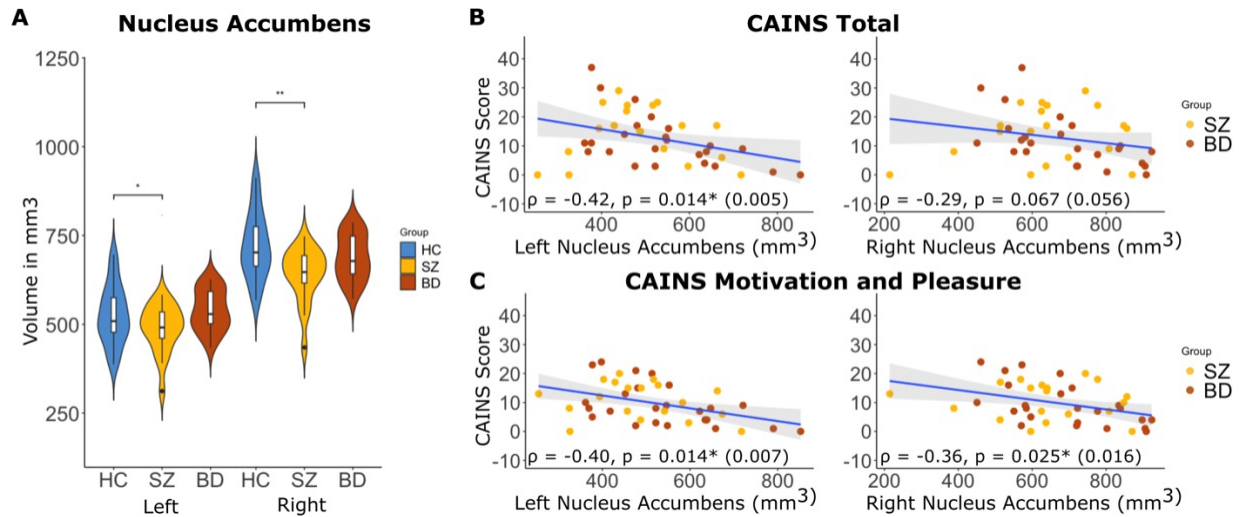 A
Nucleus Accumbens
1250
1000
750
500
250
Volume in mm3
*
**
HC SZ BD HC SZ BD
Left Right
Group
HC
SZ
BD
B
CAINS Total
CAINS Score
40
30
20
10
0
-10
ρ = -0.42, p = 0.014* (0.005)
400 600 800
Left Nucleus Accumbens (mm3)
40
30
20
10
0
-10
ρ = -0.29, p = 0.067 (0.056)
200 400 600 800
Right Nucleus Accumbens (mm3)
Group
SZ
BD
C
CAINS Motivation and Pleasure
CAINS Score
40
30
20
10
0
-10
ρ = -0.40, p = 0.014* (0.007)
400 600 800
Left Nucleus Accumbens (mm3)
40
30
20
10
0
-10
ρ = -0.36, p = 0.025* (0.016)
200 400 600 800
Right Nucleus Accumbens (mm3)
Group
SZ
BD